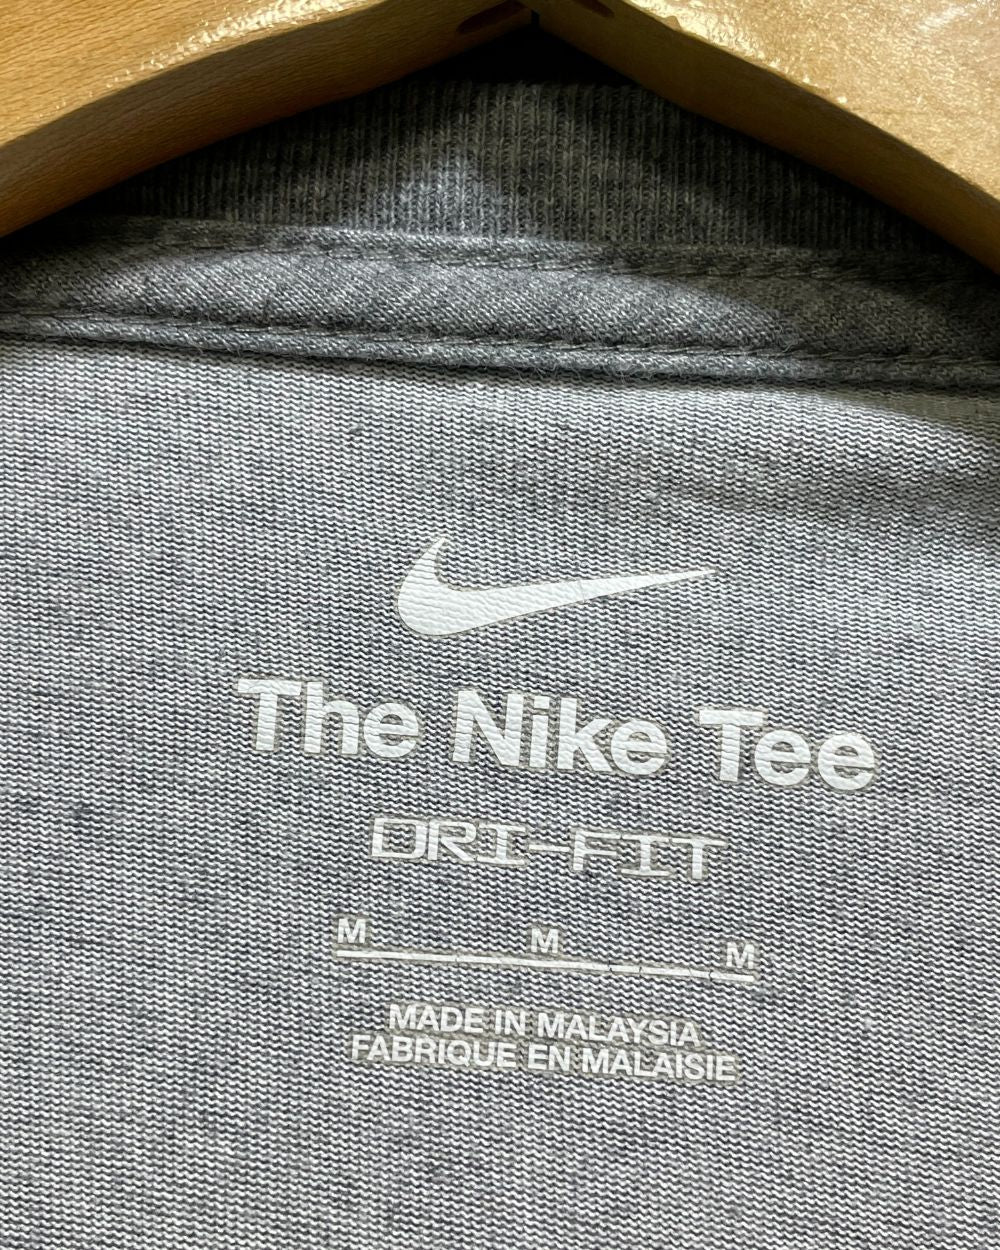 The Nike Tee
DRI-FIT
M M M
MADE IN MALAYSIA
FABRIQUE EN MALAISIE